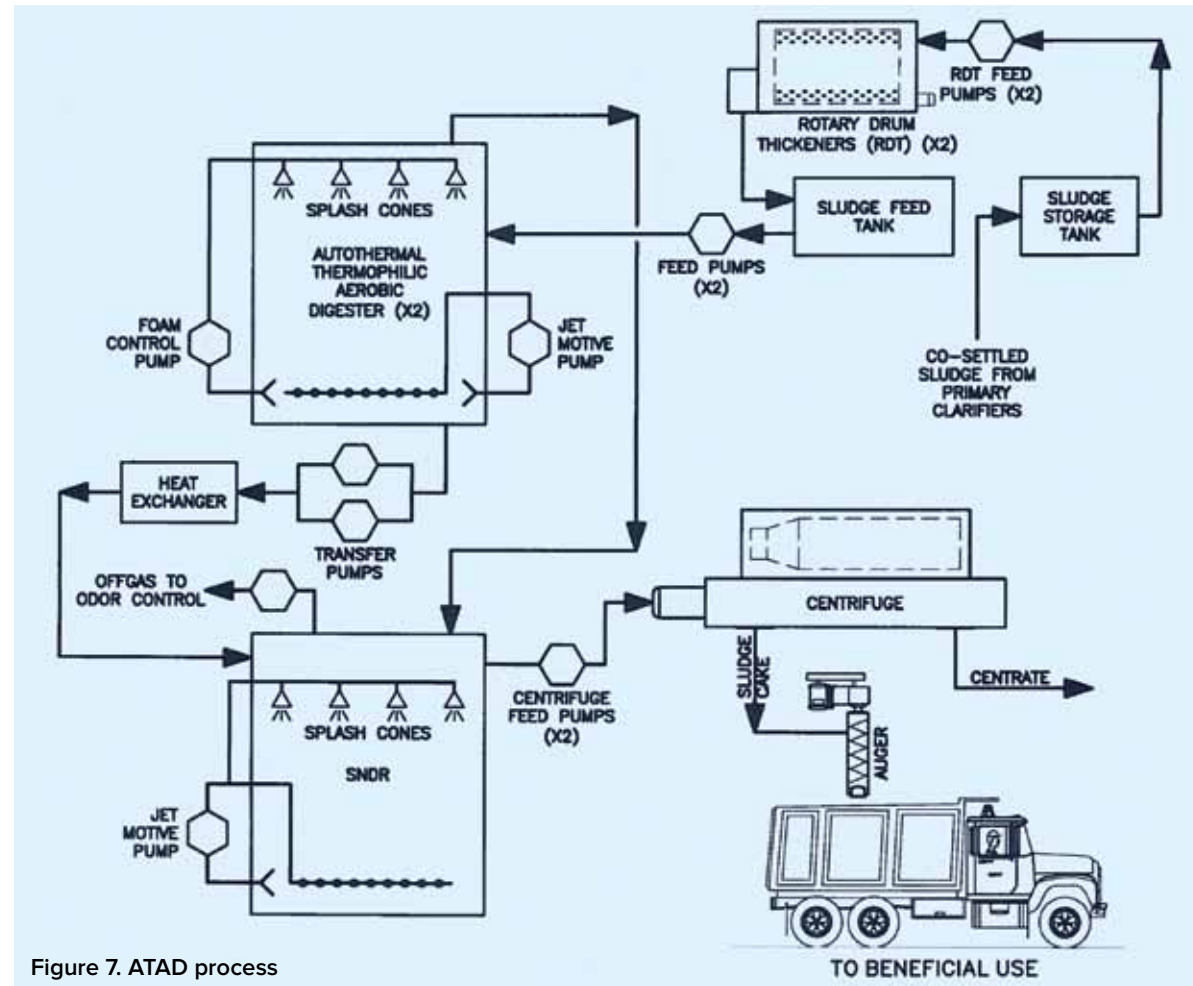 RDT FEED
PUMPS (X2)
ROTARY DRUM
THICKENERS (RDT) (X2)
SPLASH CONES
AUTOTHERMAL
THERMOPHILIC
AEROBIC
DIGESTER (X2)
SLUDGE FEED
TANK
SLUDGE
STORAGE
TANK
FEED PUMPS
(X2)
FOAM
CONTROL
PUMP
JET
MOTIVE
PUMP
CO-SETTLED
SLUDGE FROM
PRIMARY
CLARIFIERS
HEAT
EXCHANGER
TRANSFER
PUMPS
OFFGAS TO
ODOR CONTROL
CENTRIFUGE
SLUDGE
CAKE
CENTRATE
CENTRIFUGE
FEED PUMPS
(X2)
SPLASH CONES
SNDR
AUGER
JET
MOTIVE
PUMP
TO BENEFICIAL USE
Figure 7. ATAD process